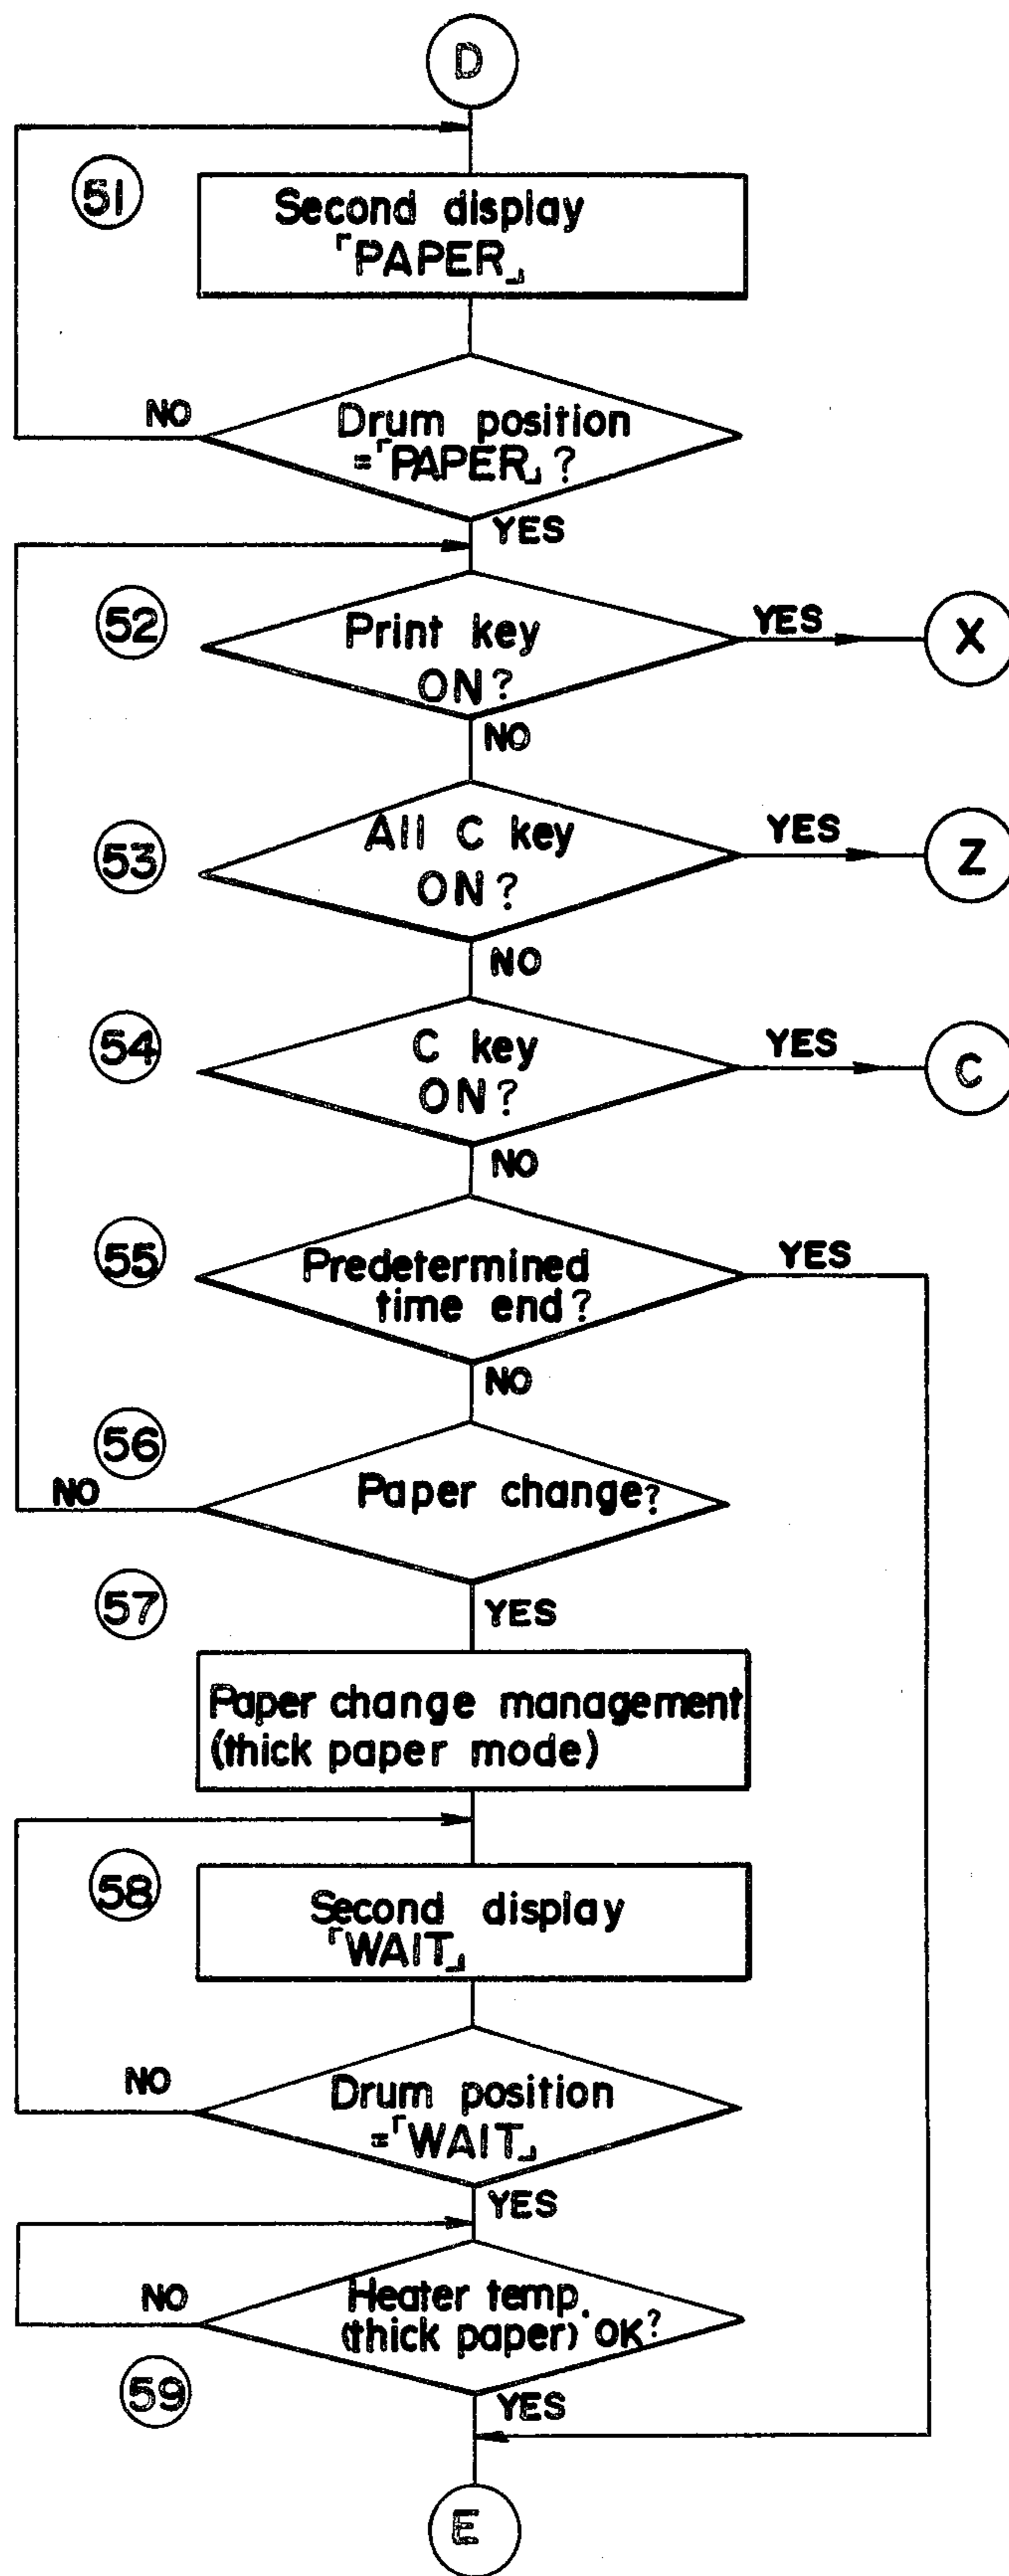 D
51
Second display
「PAPER」
NO
Drum position
=「PAPER」?
YES
52
Print key
ON?
YES
X
NO
53
All C key
ON?
YES
Z
NO
54
C key
ON?
YES
C
NO
55
Predetermined
time end?
YES
NO
56
Paper change?
NO
57
YES
Paper change management
(thick paper mode)
58
Second display
「WAIT」
NO
Drum position
=「WAIT」
YES
NO
Heater temp.
(thick paper) OK?
59
YES
E